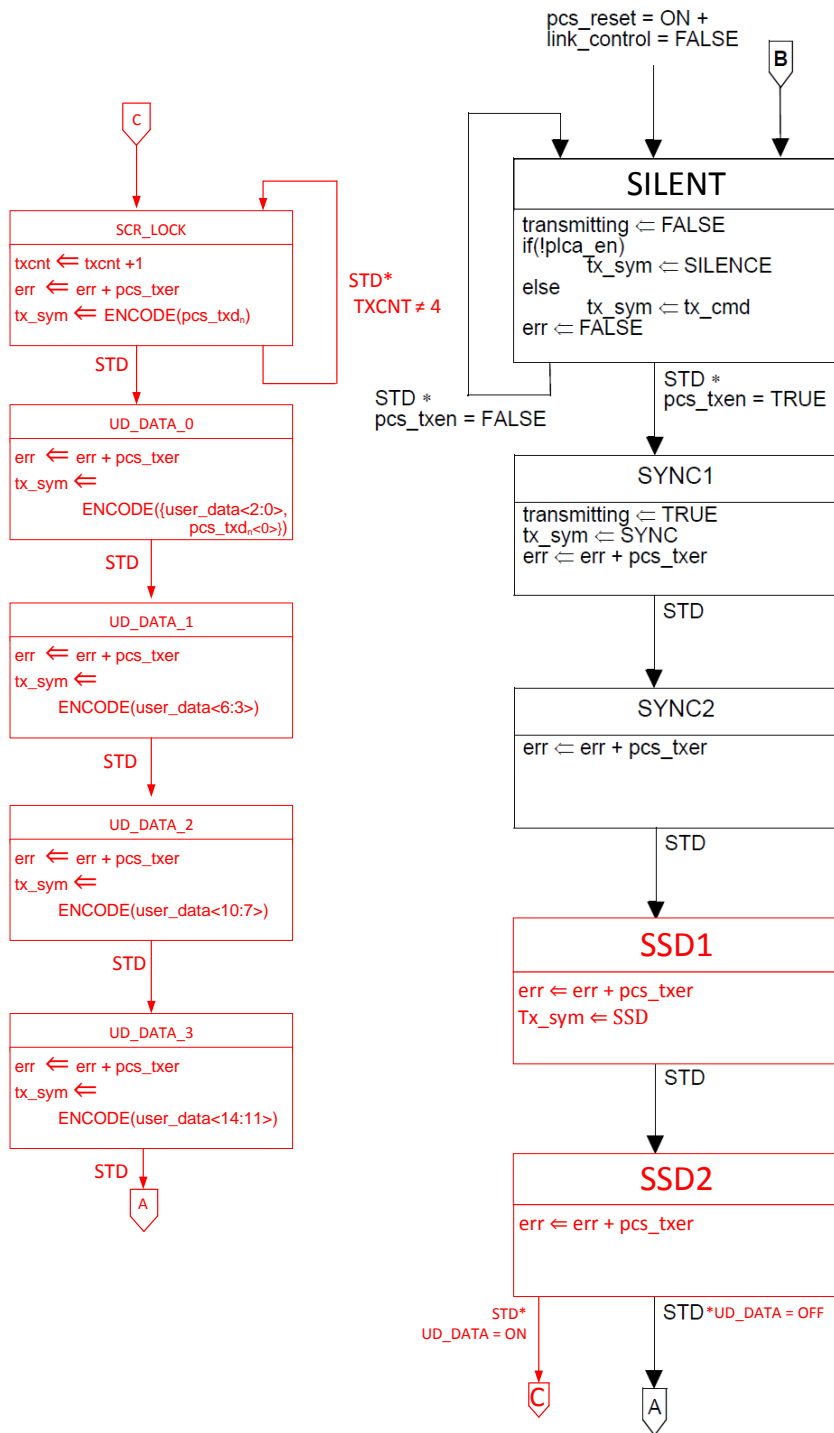 C
SCR_LOCK
txcnt ⇐ txcnt +1
err ⇐ err + pcs_txer
tx_sym ⇐ ENCODE(pcs_txdₙ)
STD*
TXCNT ≠ 4
STD
UD_DATA_0
err ⇐ err + pcs_txer
tx_sym ⇐
ENCODE({user_data<2:0>,
pcs_txdₙ<0>})
STD
UD_DATA_1
err ⇐ err + pcs_txer
tx_sym ⇐
ENCODE(user_data<6:3>)
STD
UD_DATA_2
err ⇐ err + pcs_txer
tx_sym ⇐
ENCODE(user_data<10:7>)
STD
UD_DATA_3
err ⇐ err + pcs_txer
tx_sym ⇐
ENCODE(user_data<14:11>)
STD
A
pcs_reset = ON +
link_control = FALSE
B
SILENT
transmitting ⇐ FALSE
if(!plca_en)
tx_sym ⇐ SILENCE
else
tx_sym ⇐ tx_cmd
err ⇐ FALSE
STD *
pcs_txen = FALSE
STD *
pcs_txen = TRUE
SYNC1
transmitting ⇐ TRUE
tx_sym ⇐ SYNC
err ⇐ err + pcs_txer
STD
SYNC2
err ⇐ err + pcs_txer
STD
SSD1
err ⇐ err + pcs_txer
Tx_sym ⇐ SSD
STD
SSD2
err ⇐ err + pcs_txer
STD*
UD_DATA = ON
STD *UD_DATA = OFF
C
A